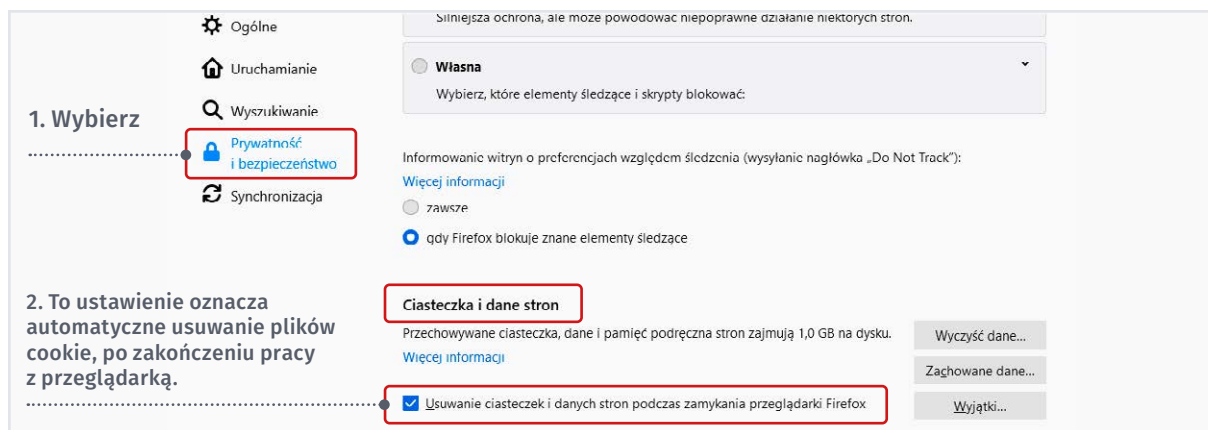 Ogólne
Uruchamianie
Wyszukiwanie
Prywatność
i bezpieczeństwo
Synchronizacja
1. Wybierz
Silniejsza ochrona, ale może powodować niepoprawne działanie niektórych stron.
Własna
Wybierz, które elementy śledzące i skrypty blokować:
Informowanie witryn o preferencjach względem śledzenia (wysyłanie nagłówka „Do Not Track”):
Więcej informacji
zawsze
gdy Firefox blokuje znane elementy śledzące
2. To ustawienie oznacza
automatyczne usuwanie plików
cookie, po zakończeniu pracy
z przeglądarką.
Ciasteczka i dane stron
Przechowywane ciasteczka, dane i pamięć podręczna stron zajmują 1,0 GB na dysku.
Więcej informacji
Usuwanie ciasteczek i danych stron podczas zamykania przeglądarki Firefox
Wyczyść dane...
Zachowane dane...
Wyjątki...